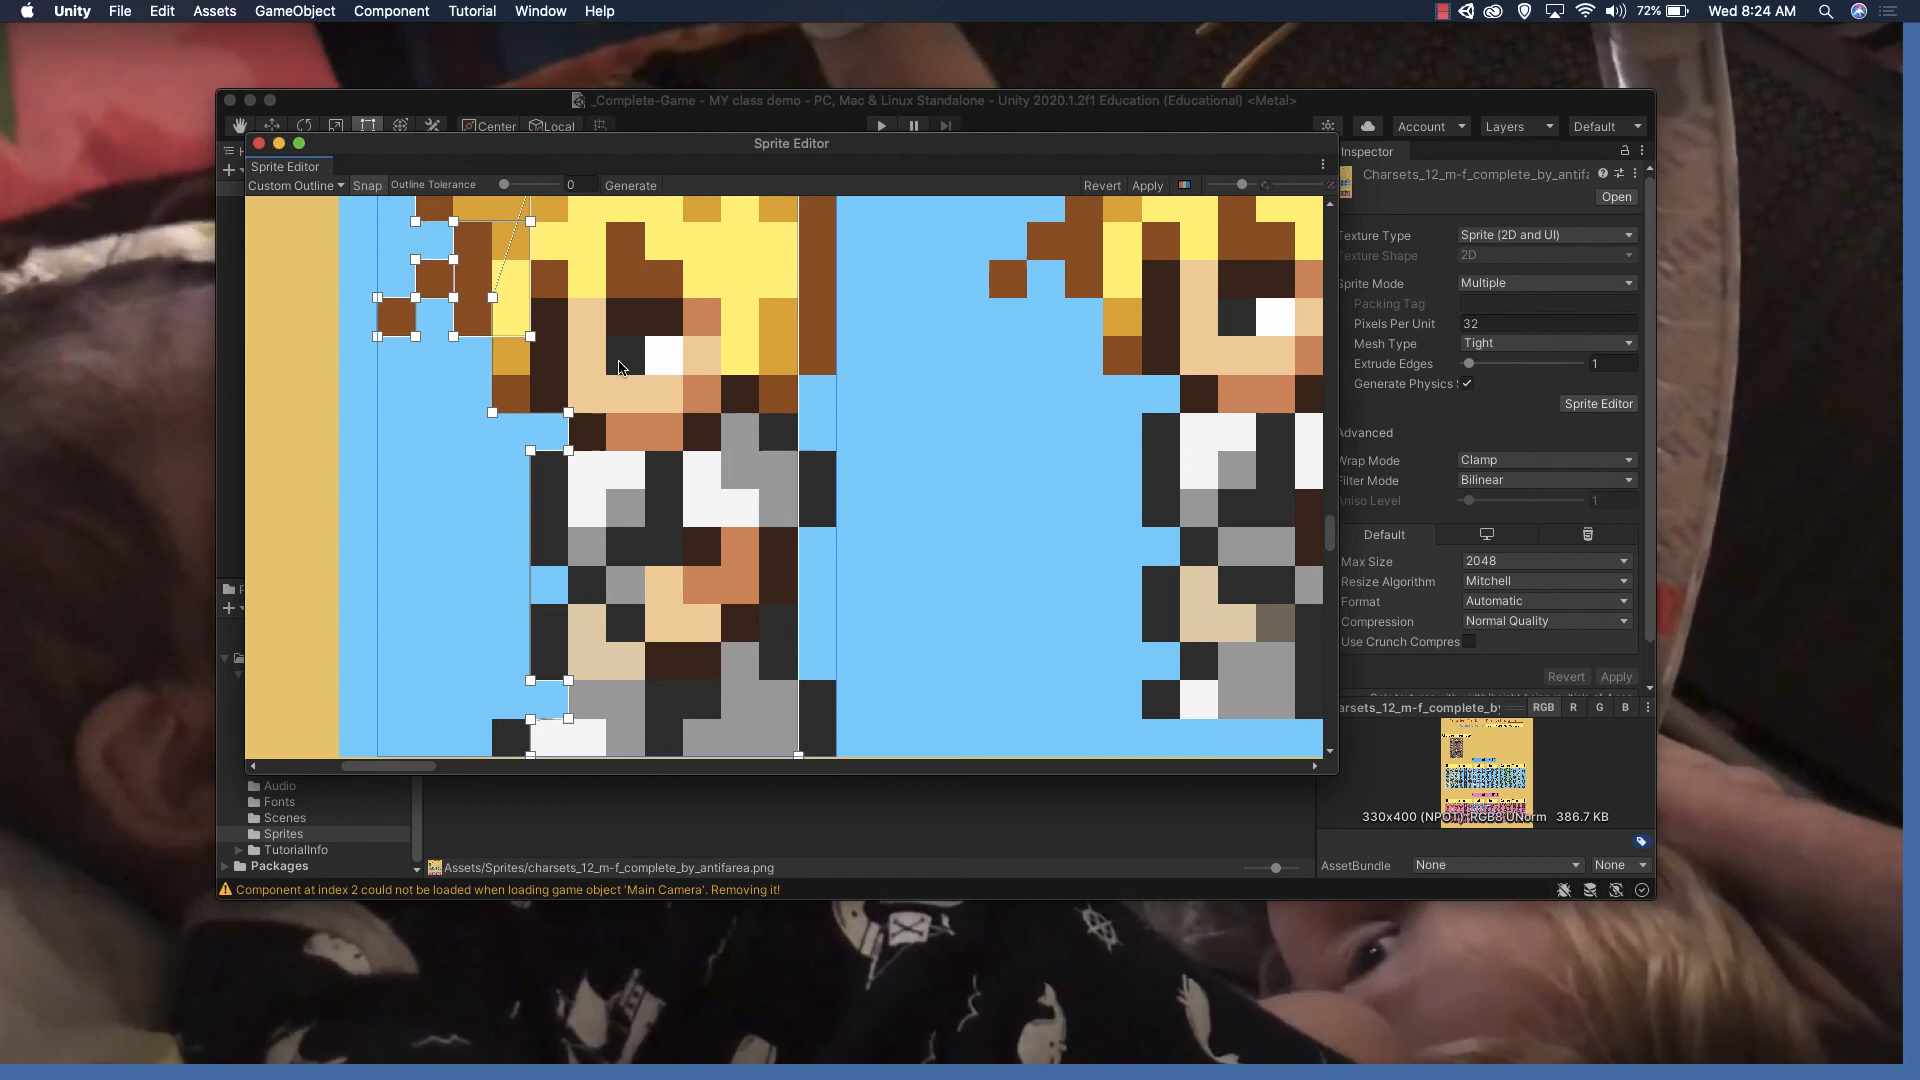 Unity File Edit Assets GameObject Component Tutorial Window Help 72% Wed 8:24 AM
_Complete-Game - MY class demo - PC, Mac & Linux Standalone - Unity 2020.1.2f1 Education (Educational) <Metal>
Center Local Account Layers Default
Sprite Editor
Sprite Editor
Custom Outline Snap Outline Tolerance 0 Generate Revert Apply
Inspector
Charsets_12_m-f_complete_by_antifa
Open
Texture Type Sprite (2D and UI)
Texture Shape 2D
Sprite Mode Multiple
Packing Tag
Pixels Per Unit 32
Mesh Type Tight
Extrude Edges 1
Generate Physics
Sprite Editor
Advanced
Wrap Mode Clamp
Filter Mode Bilinear
Aniso Level 1
Default
Max Size 2048
Resize Algorithm Mitchell
Format Automatic
Compression Normal Quality
Use Crunch Compres
Revert Apply
arsets_12_m-f_complete_by RGB R G B
330x400 (NPOT) RGB8 UNorm 386.7 KB
AssetBundle None None
Audio
Fonts
Scenes
Sprites
TutorialInfo
Packages
Assets/Sprites/charsets_12_m-f_complete_by_antifarea.png
Component at index 2 could not be loaded when loading game object 'Main Camera'. Removing it!